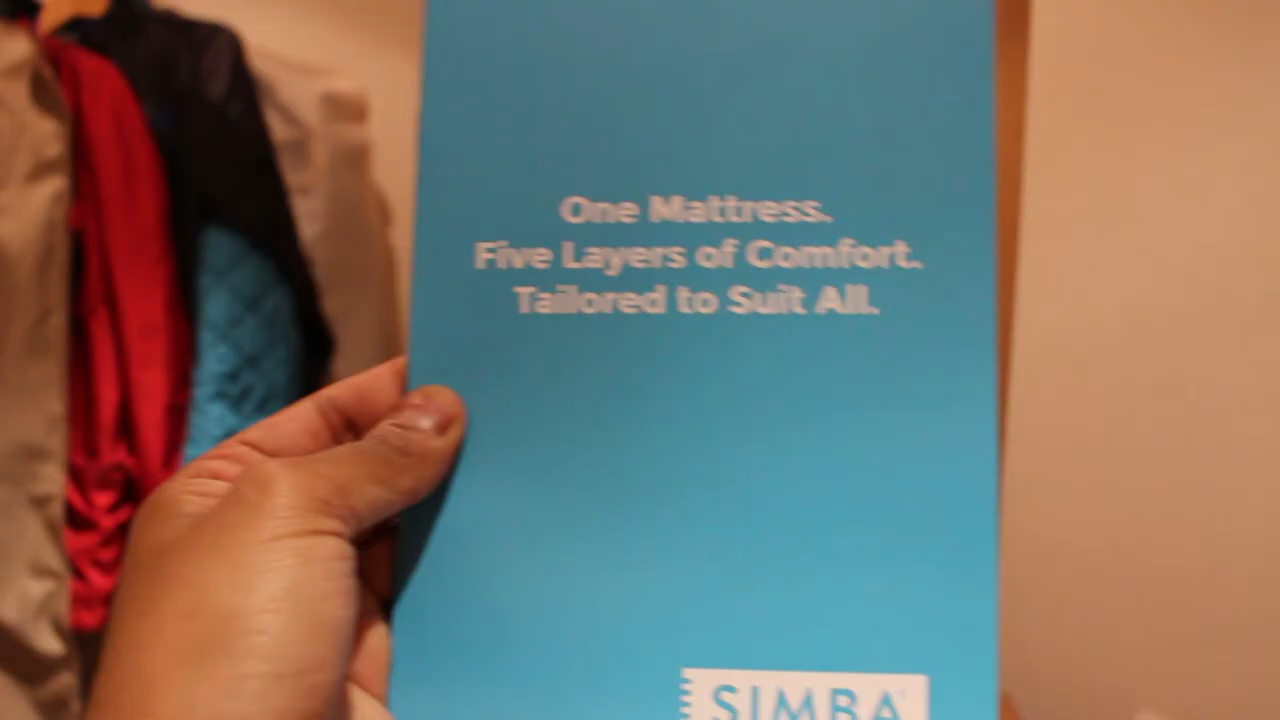 One Mattress.
Five Layers of Comfort.
Tailored to Suit All.
SIMBA